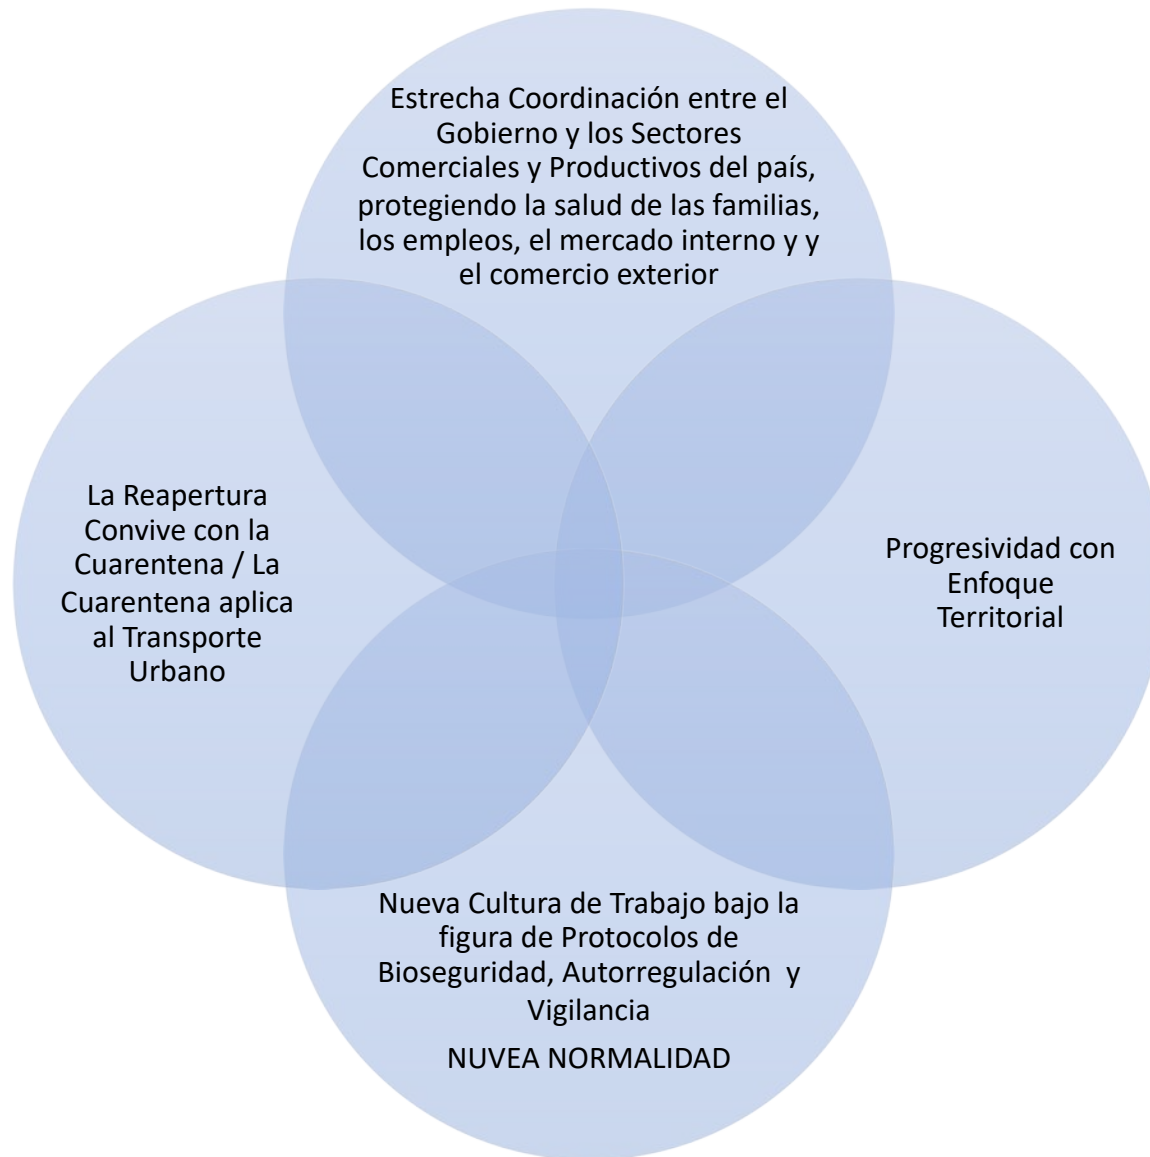 Estrecha Coordinación entre el
Gobierno y los Sectores
Comerciales y Productivos del país,
protegiendo la salud de las familias,
los empleos, el mercado interno y y
el comercio exterior
La Reapertura
Convive con la
Cuarentena / La
Cuarentena aplica
al Transporte
Urbano
Progresividad con
Enfoque
Territorial
Nueva Cultura de Trabajo bajo la
figura de Protocolos de
Bioseguridad, Autorregulación y
Vigilancia
NUVEA NORMALIDAD